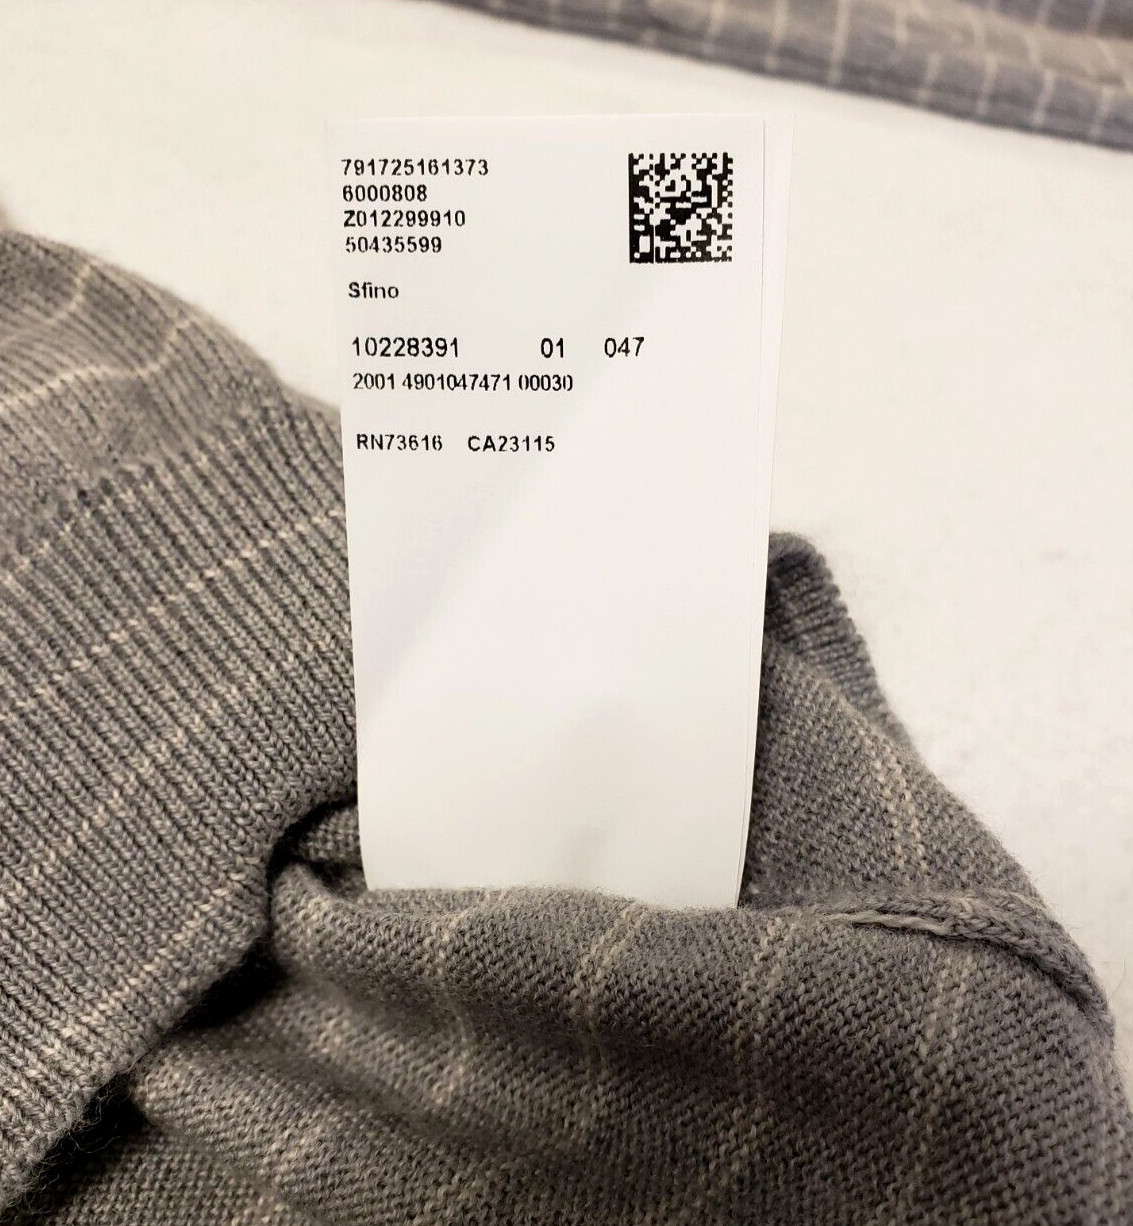 791725161373
6000808
Z012299910
50435599
Sfino
10228391 01 047
2001 4901047471 00030
RN73616 CA23115